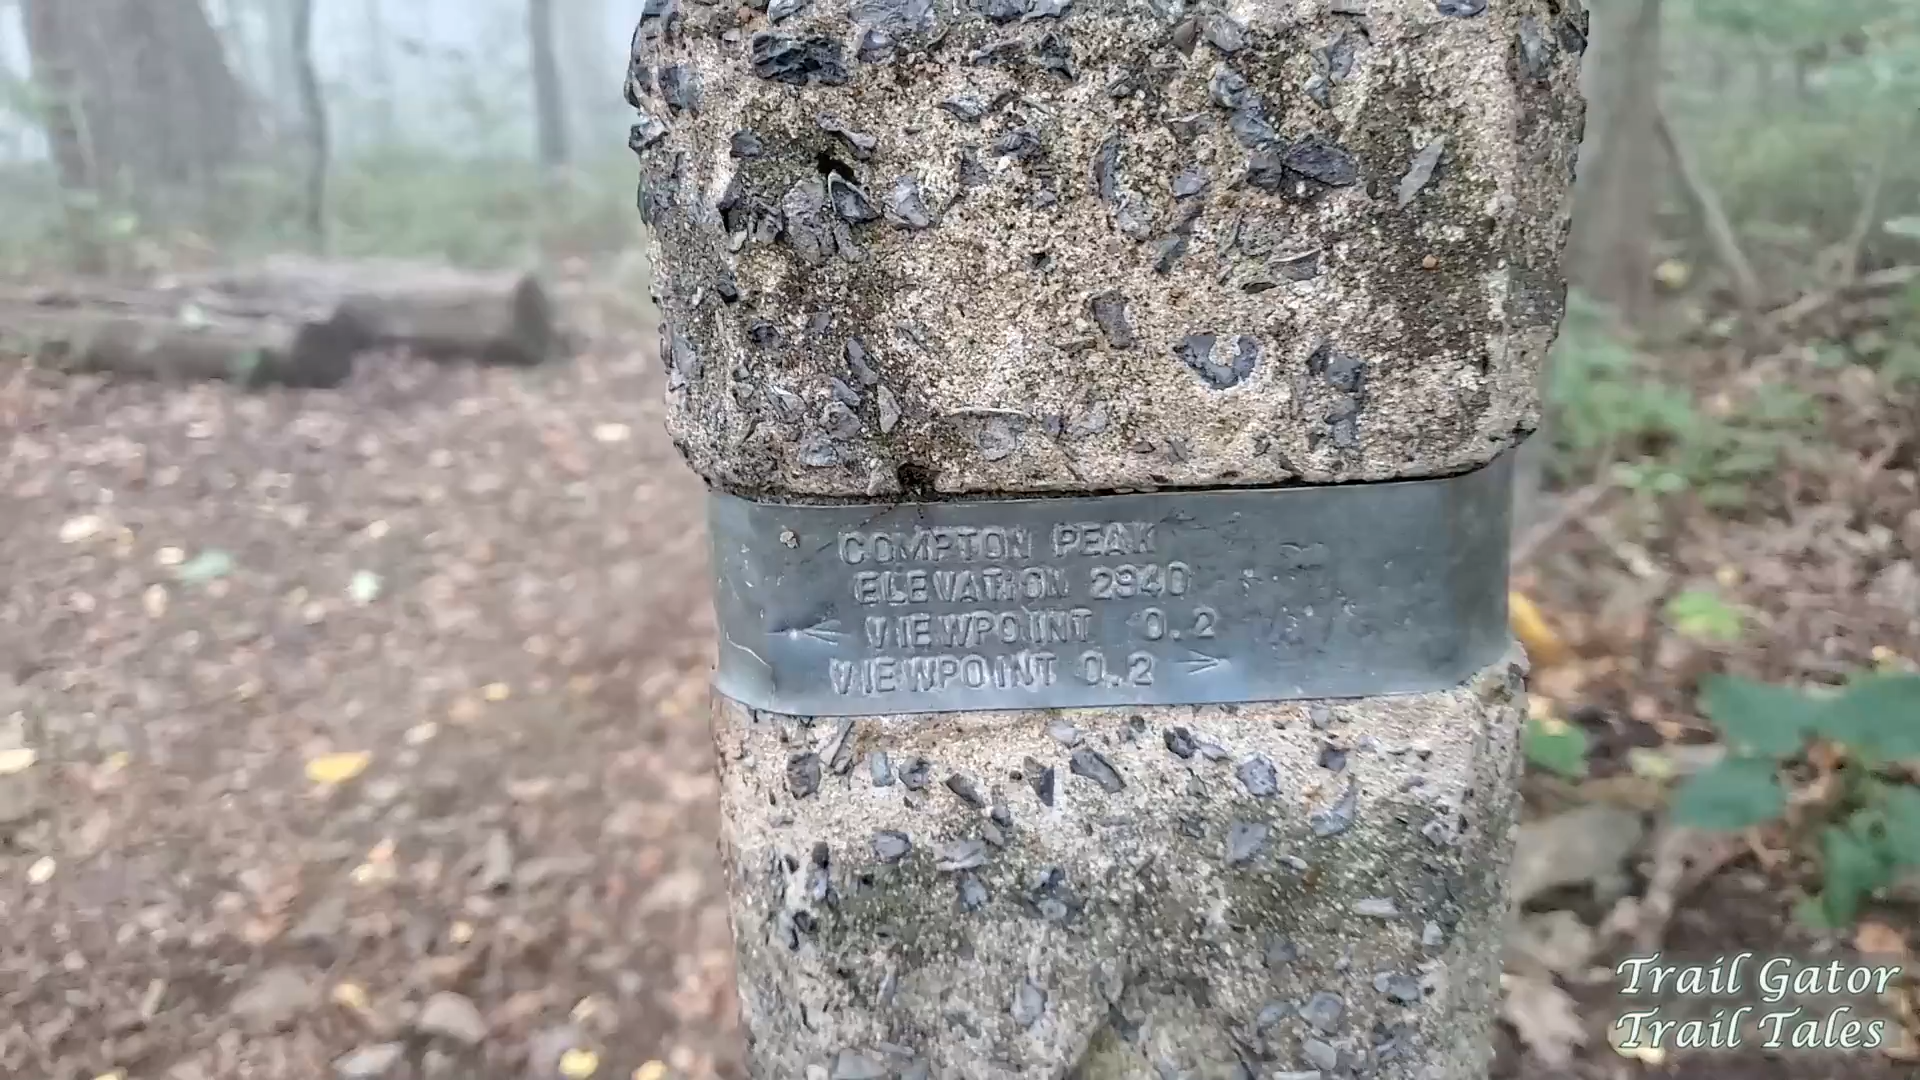 COMPTON PEAK
ELEVATION 2940
← VIEWPOINT 0.2
VIEWPOINT 0.2 →
Trail Gator
Trail Tales